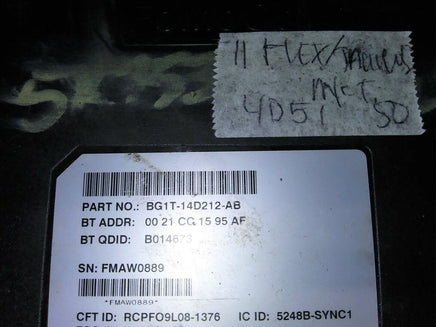 11 FLEX/TAURUS
4D51 50
PART NO.: BG1T-14D212-AB
BT ADDR: 00 21 CC 15 95 AF
BT QDID: B014673
SN: FMAW0889
*FMAW0889*
CFT ID: RCPFO9L08-1376 IC ID: 5248B-SYNC1